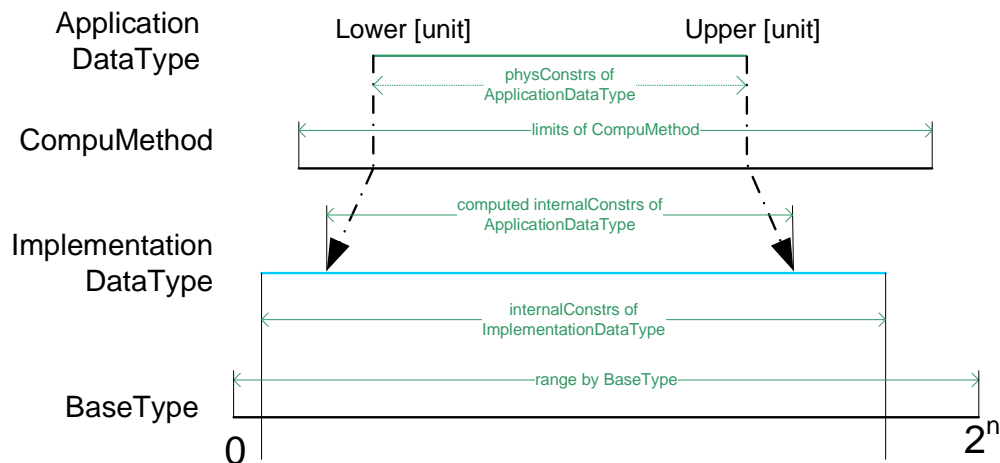 Application
DataType
Lower [unit]
Upper [unit]
physConstrs of
ApplicationDataType
CompuMethod
limits of CompuMethod
computed internalConstrs of
ApplicationDataType
Implementation
DataType
internalConstrs of
ImplementationDataType
range by BaseType
BaseType
0
2^n